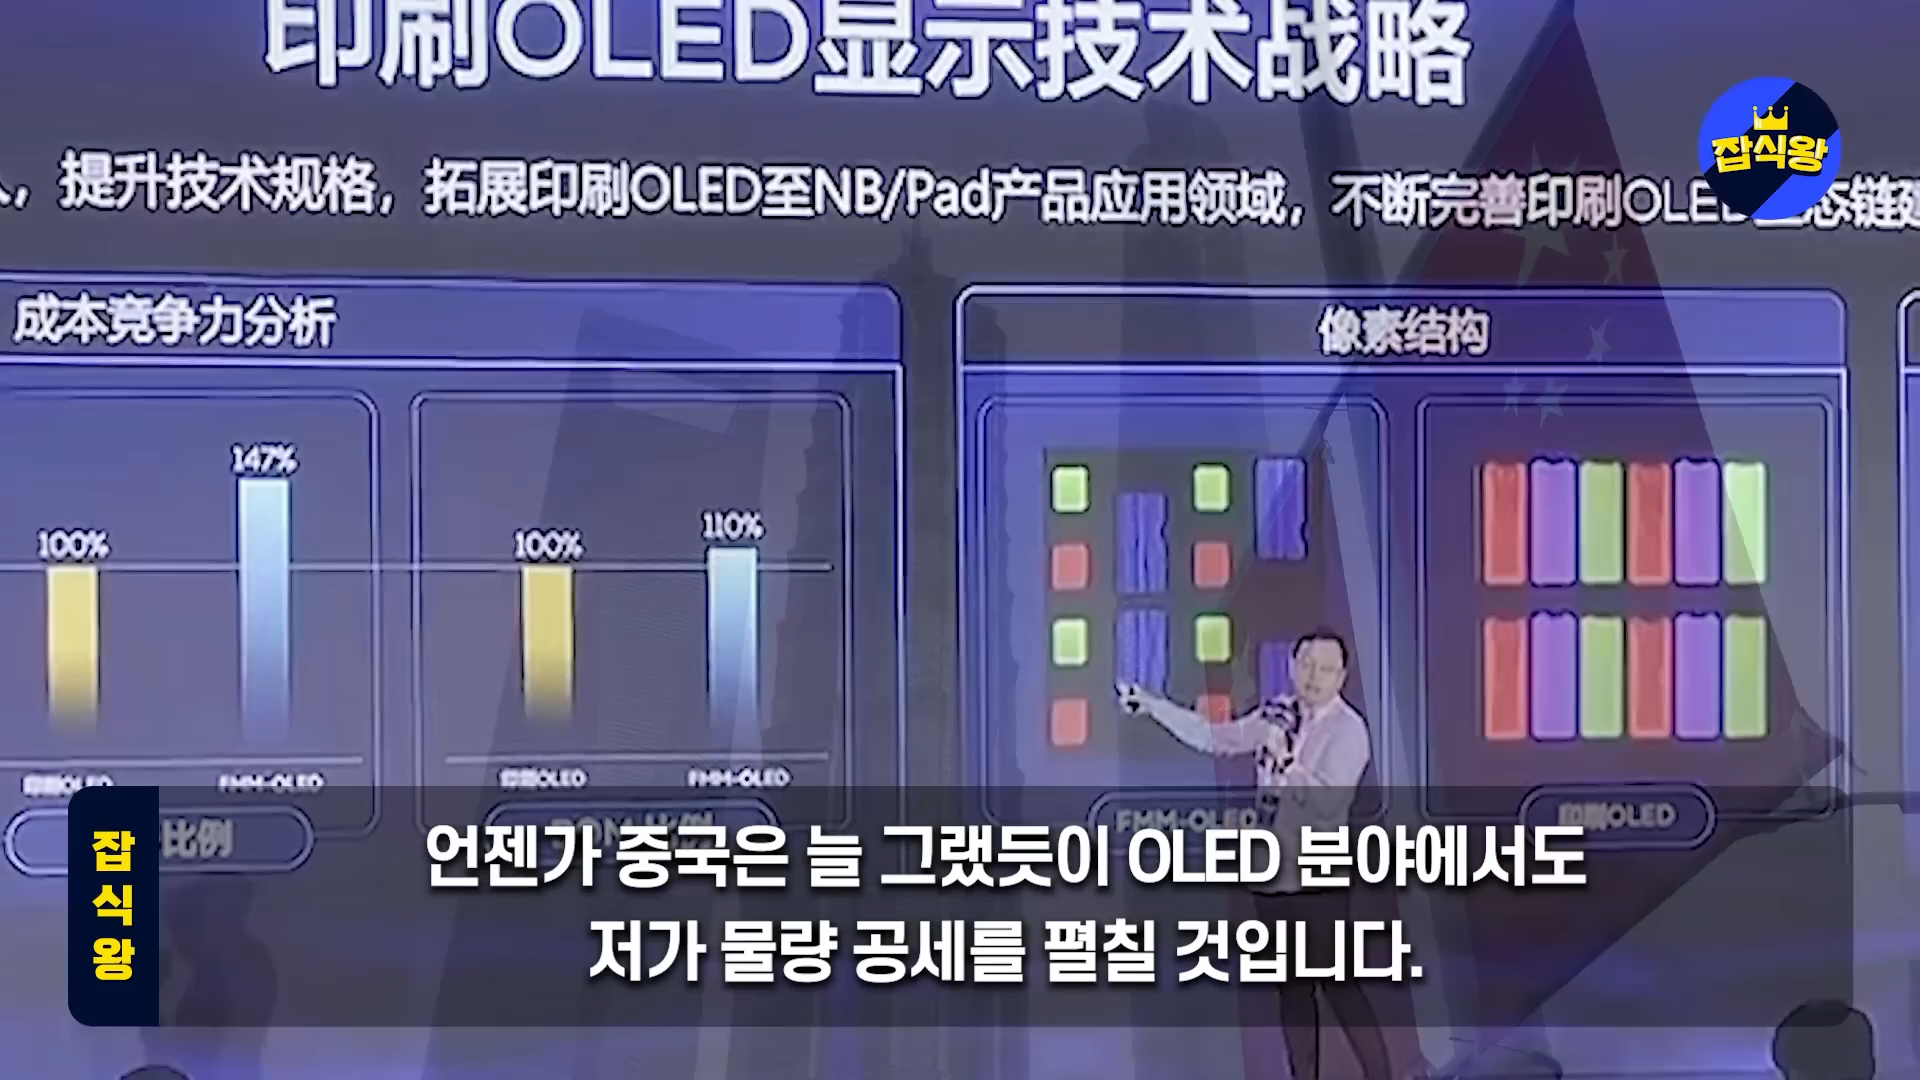 印刷OLED显示技术战略
잡식왕
，提升技术规格，拓展印刷OLED至NB/Pad产品应用领域，不断完善印刷OLED
成本竞争力分析
像素结构
147%
100%
100%
110%
印刷OLED
FMM-OLED
印刷OLED
FMM-OLED
比例
FMM-OLED
印刷OLED
잡식왕
언젠가 중국은 늘 그랬듯이 OLED 분야에서도
저가 물량 공세를 펼칠 것입니다.